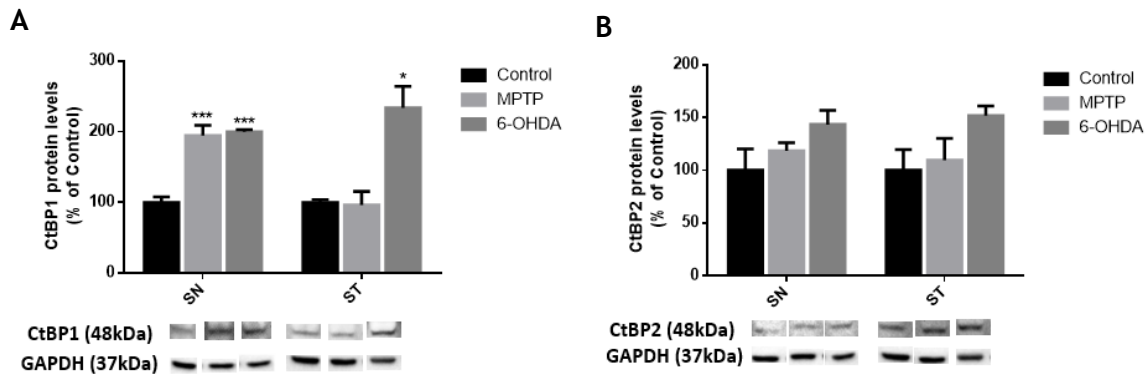 A
CtBP1 protein levels
(% of Control)
300
200
100
0
***
***
*
SN
ST
Control
MPTP
6-OHDA
CtBP1 (48kDa)
GAPDH (37kDa)
B
CtBP2 protein levels
(% of Control)
200
150
100
50
0
SN
ST
Control
MPTP
6-OHDA
CtBP2 (48kDa)
GAPDH (37kDa)